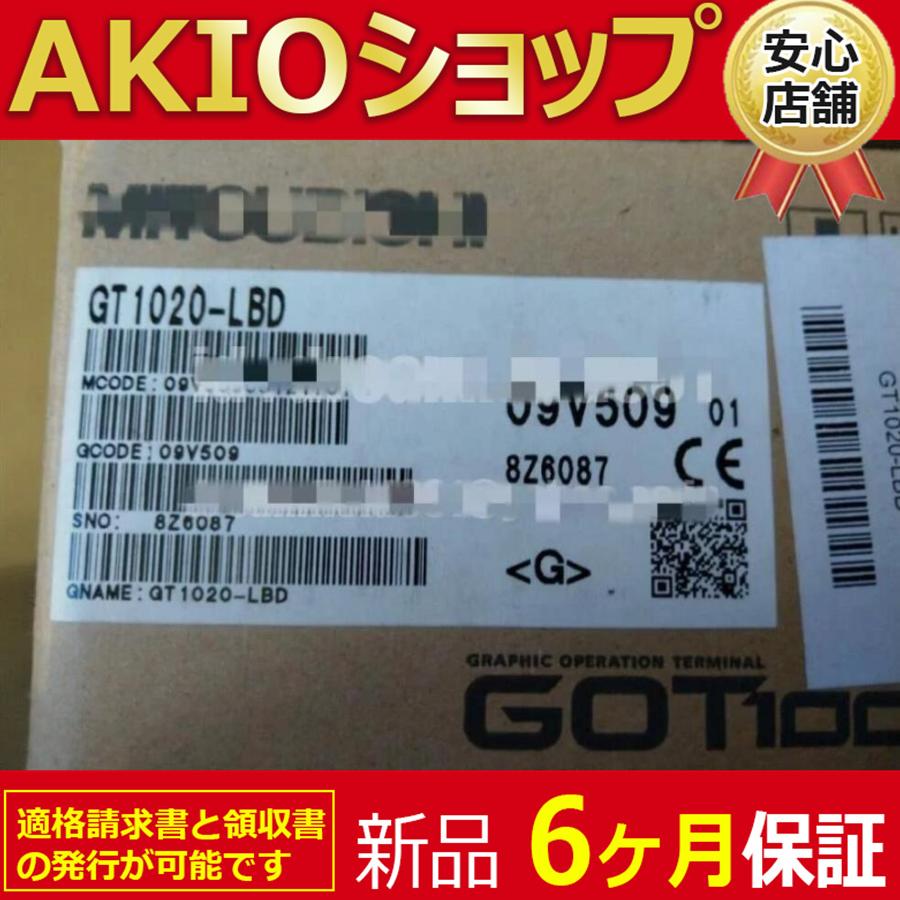 AKIOショップ
安心
店舗
GT1020-LBD
MCODE:09V
09V509 01
QCODE:09V509
8Z6087 CE
SNO: 8Z6087
<G>
GNAME:GT1020-LBD
GT1020-LBD
GRAPHIC OPERATION TERMINAL
GOT100
適格請求書と領収書
の発行が可能です
新品 6ヶ月保証